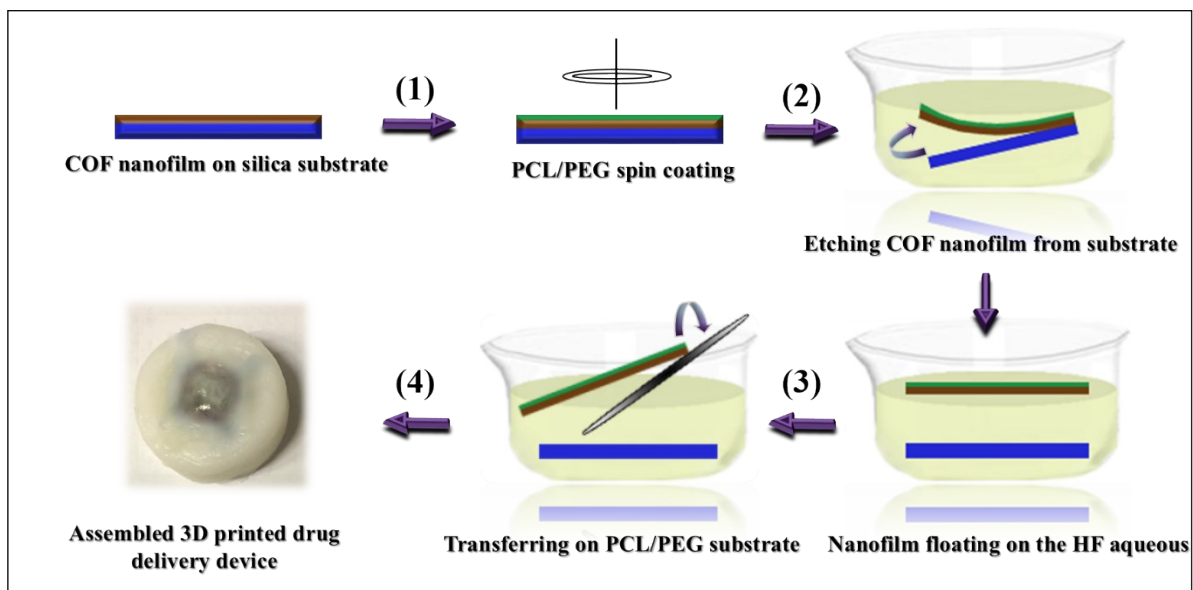 (1)
(2)
COF nanofilm on silica substrate
PCL/PEG spin coating
Etching COF nanofilm from substrate
(3)
(4)
Nanofilm floating on the HF aqueous
Transferring on PCL/PEG substrate
Assembled 3D printed drug
delivery device